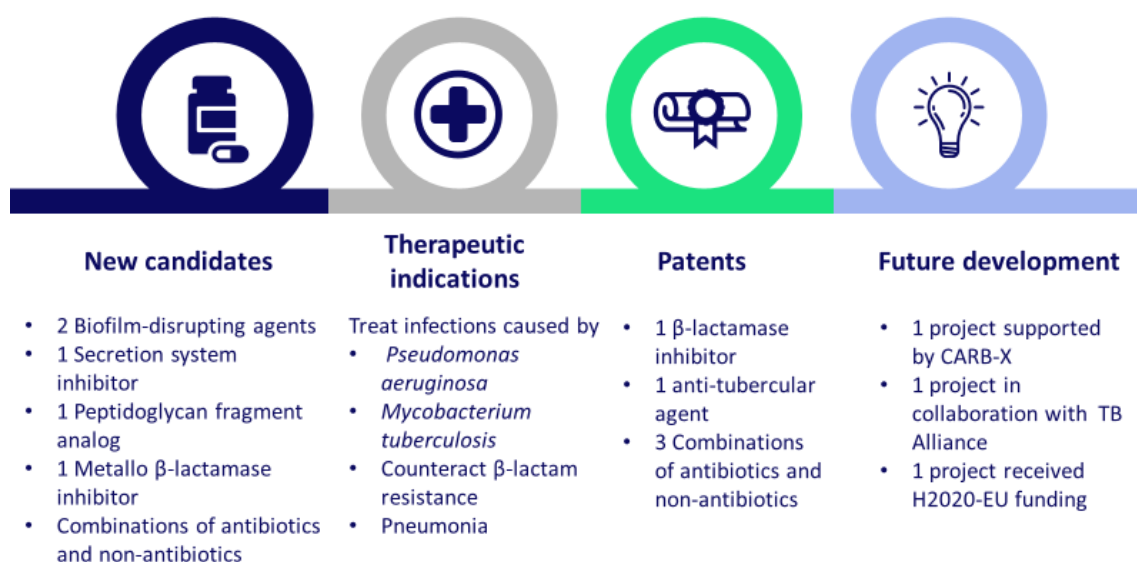 New candidates
• 2 Biofilm-disrupting agents
• 1 Secretion system
inhibitor
• 1 Peptidoglycan fragment
analog
• 1 Metallo β-lactamase
inhibitor
• Combinations of antibiotics
and non-antibiotics
Therapeutic
indications
Treat infections caused by
• Pseudomonas
aeruginosa
• Mycobacterium
tuberculosis
• Counteract β-lactam
resistance
• Pneumonia
Patents
• 1 β-lactamase
inhibitor
• 1 anti-tubercular
agent
• 3 Combinations
of antibiotics and
non-antibiotics
Future development
• 1 project supported
by CARB-X
• 1 project in
collaboration with TB
Alliance
• 1 project received
H2020-EU funding